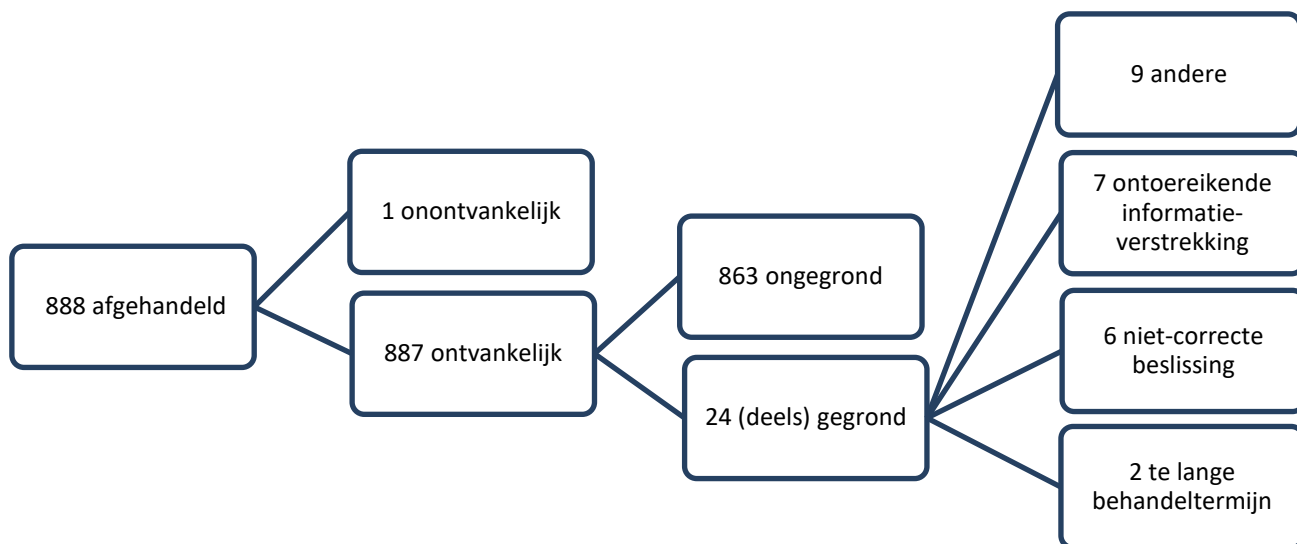 888 afgehandeld
1 onontvankelijk
887 ontvankelijk
863 ongegrond
24 (deels) gegrond
9 andere
7 ontoereikende
informatie-
verstrekking
6 niet-correcte
beslissing
2 te lange
behandeltermijn